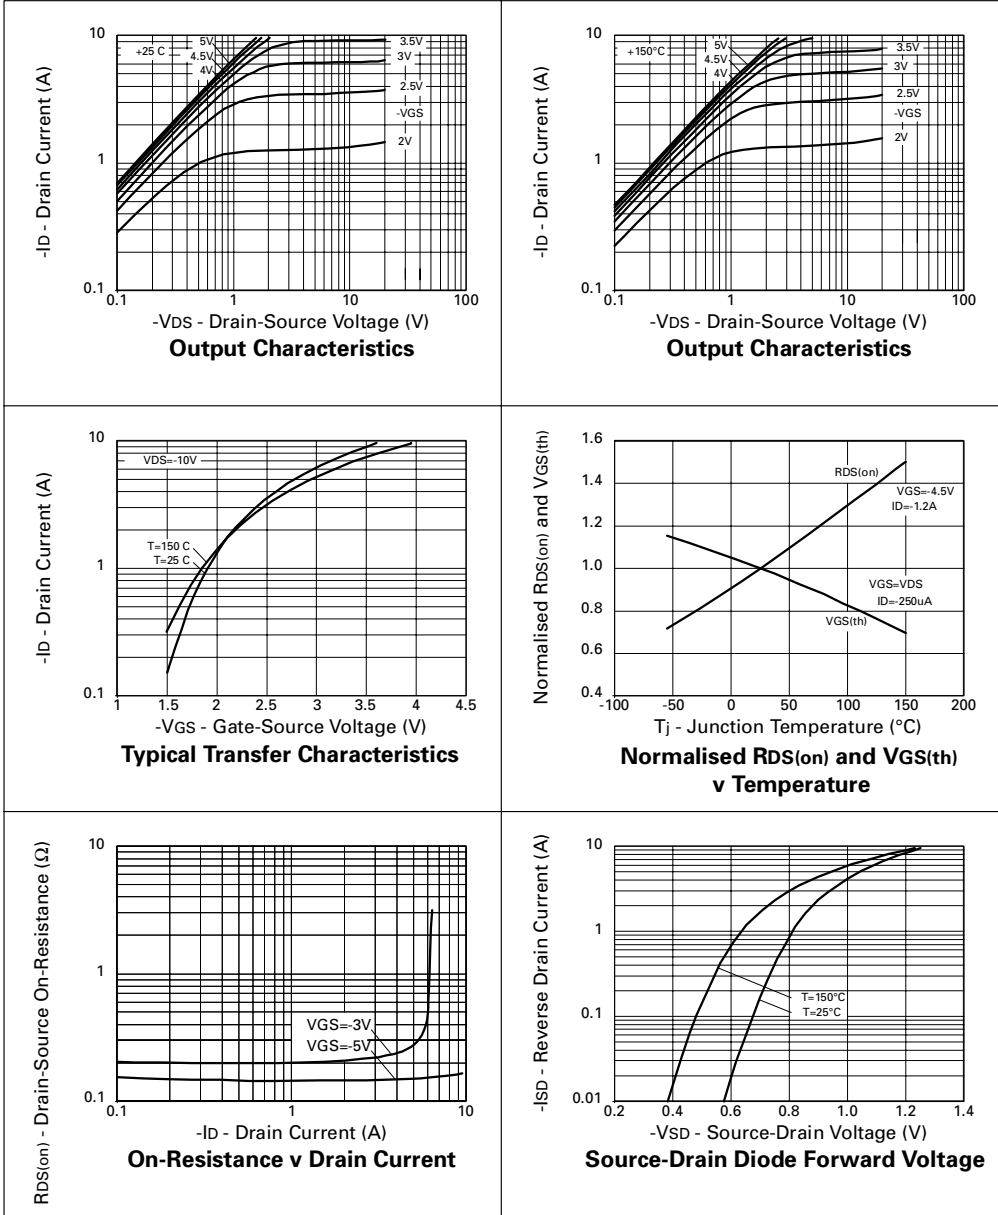 -ID - Drain Current (A)
10
1
0.1
+25 C
5V
4.5V
4V
3.5V
3V
2.5V
-VGS
2V
0.1 1 10 100
-VDS - Drain-Source Voltage (V)
Output Characteristics
-ID - Drain Current (A)
10
1
0.1
+150°C
5V
4.5V
4V
3.5V
3V
2.5V
-VGS
2V
0.1 1 10 100
-VDS - Drain-Source Voltage (V)
Output Characteristics
-ID - Drain Current (A)
10
1
0.1
VDS=-10V
T=150 C
T=25 C
1 1.5 2 2.5 3 3.5 4 4.5
-VGS - Gate-Source Voltage (V)
Typical Transfer Characteristics
Normalised RDS(on) and VGS(th)
1.6
1.4
1.2
1.0
0.8
0.6
0.4
RDS(on)
VGS=-4.5V
ID=-1.2A
VGS=VDS
ID=-250uA
VGS(th)
-100 -50 0 50 100 150 200
Tj - Junction Temperature (°C)
Normalised RDS(on) and VGS(th)
v Temperature
RDS(on) - Drain-Source On-Resistance (Ω)
10
1
0.1
VGS=-3V
VGS=-5V
0.1 1 10
-ID - Drain Current (A)
On-Resistance v Drain Current
-ISD - Reverse Drain Current (A)
10
1
0.1
0.01
T=150°C
T=25°C
0.2 0.4 0.6 0.8 1.0 1.2 1.4
-VSD - Source-Drain Voltage (V)
Source-Drain Diode Forward Voltage